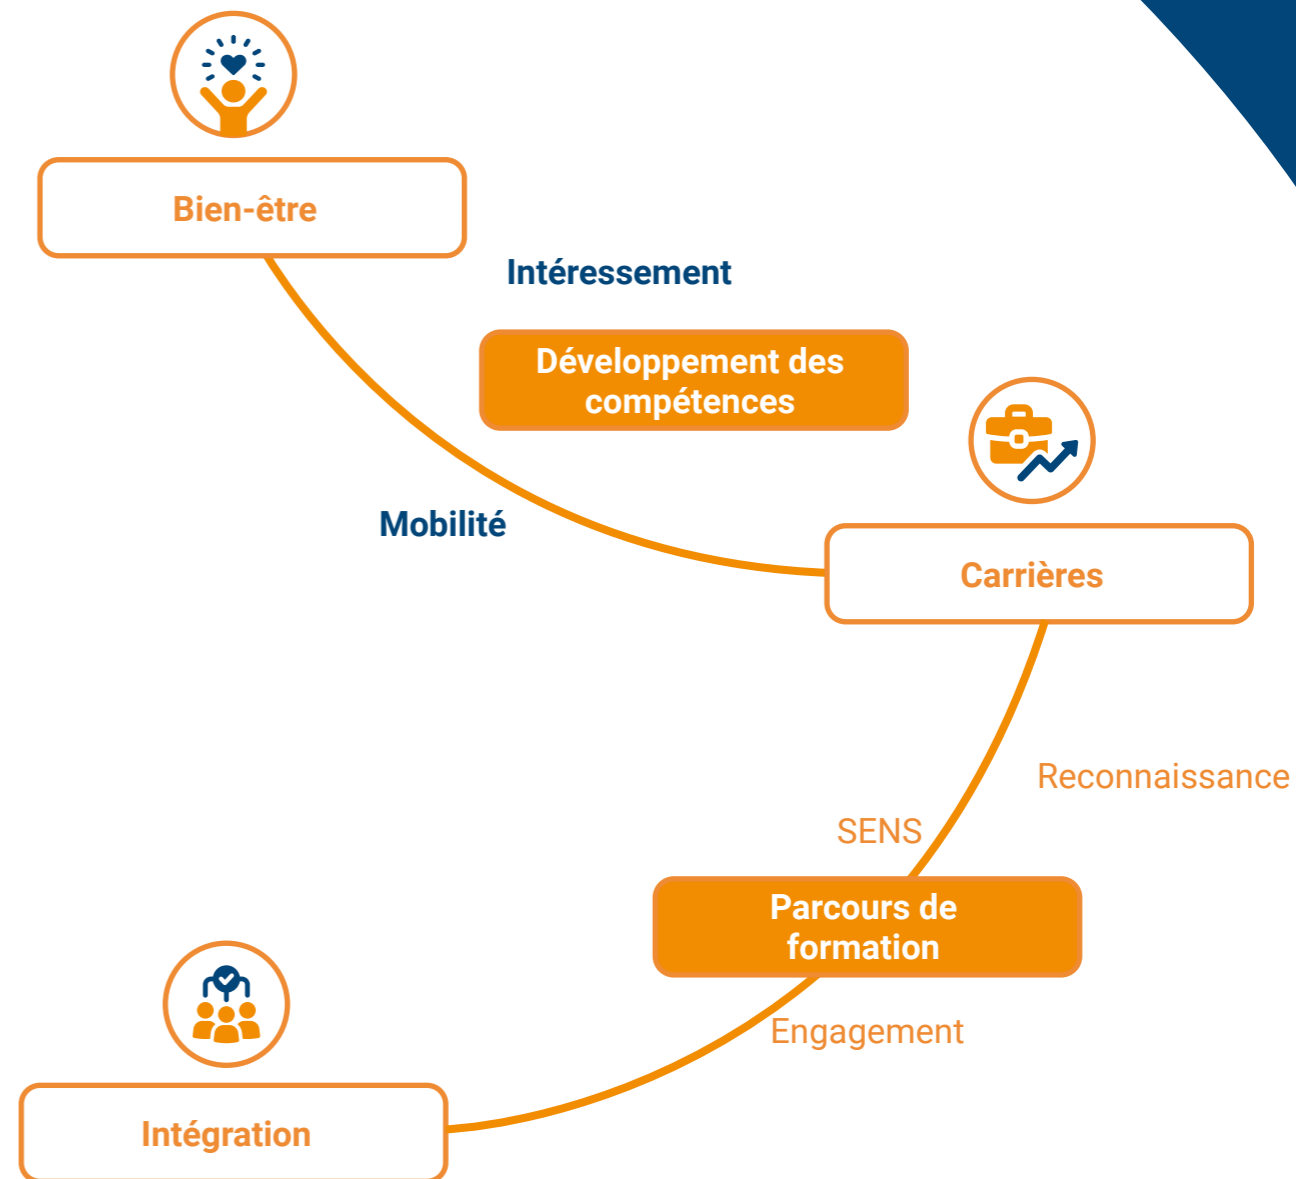 Bien-être
Intéressement
Développement des
compétences
Mobilité
Carrières
Reconnaissance
SENS
Parcours de
formation
Engagement
Intégration